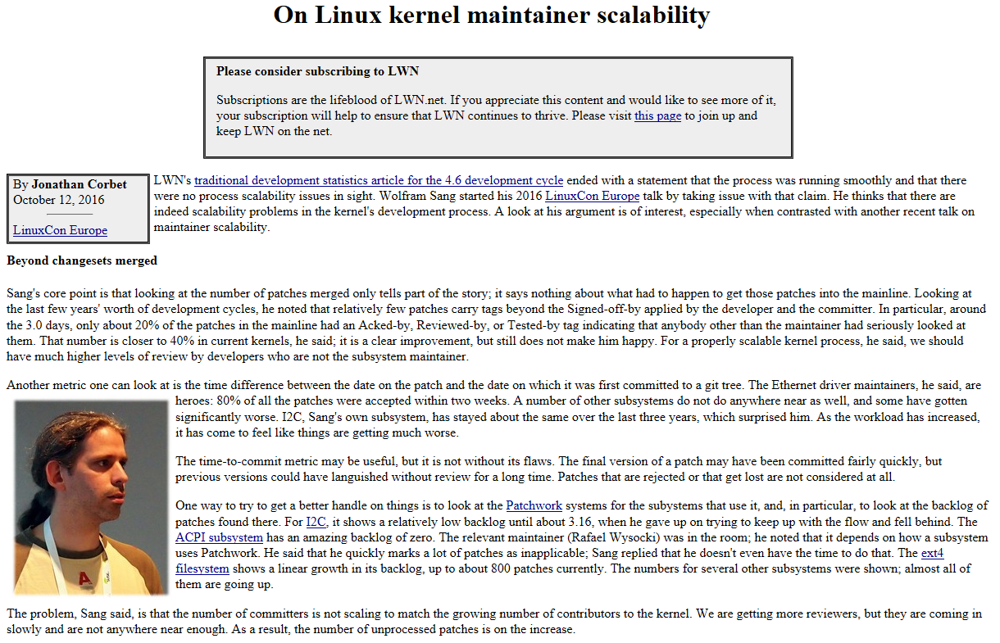 On Linux kernel maintainer scalability
Please consider subscribing to LWN
Subscriptions are the lifeblood of LWN.net. If you appreciate this content and would like to see more of it,
your subscription will help to ensure that LWN continues to thrive. Please visit this page to join up and
keep LWN on the net.
By Jonathan Corbet
October 12, 2016
LinuxCon Europe
LWN's traditional development statistics article for the 4.6 development cycle ended with a statement that the process was running smoothly and that there
were no process scalability issues in sight. Wolfram Sang started his 2016 LinuxCon Europe talk by taking issue with that claim. He thinks that there are
indeed scalability problems in the kernel's development process. A look at his argument is of interest, especially when contrasted with another recent talk on
maintainer scalability.
Beyond changesets merged
Sang's core point is that looking at the number of patches merged only tells part of the story; it says nothing about what had to happen to get those patches into the mainline. Looking at
the last few years' worth of development cycles, he noted that relatively few patches carry tags beyond the Signed-off-by applied by the developer and the committer. In particular, around
the 3.0 days, only about 20% of the patches in the mainline had an Acked-by, Reviewed-by, or Tested-by tag indicating that anybody other than the maintainer had seriously looked at
them. That number is closer to 40% in current kernels, he said; it is a clear improvement, but still does not make him happy. For a properly scalable kernel process, he said, we should
have much higher levels of review by developers who are not the subsystem maintainer.
Another metric one can look at is the time difference between the date on the patch and the date on which it was first committed to a git tree. The Ethernet driver maintainers, he said, are
heroes: 80% of all the patches were accepted within two weeks. A number of other subsystems do not do anywhere near as well, and some have gotten
significantly worse. I2C, Sang's own subsystem, has stayed about the same over the last three years, which surprised him. As the workload has increased,
it has come to feel like things are getting much worse.
The time-to-commit metric may be useful, but it is not without its flaws. The final version of a patch may have been committed fairly quickly, but
previous versions could have languished without review for a long time. Patches that are rejected or that get lost are not considered at all.
One way to try to get a better handle on things is to look at the Patchwork systems for the subystems that use it, and, in particular, to look at the backlog of
patches found there. For I2C, it shows a relatively low backlog until about 3.16, when he gave up on trying to keep up with the flow and fell behind. The
ACPI subsystem has an amazing backlog of zero. The relevant maintainer (Rafael Wysocki) was in the room; he noted that it depends on how a subsystem
uses Patchwork. He said that he quickly marks a lot of patches as inapplicable; Sang replied that he doesn't even have the time to do that. The ext4
filesystem shows a linear growth in its backlog, up to about 800 patches currently. The numbers for several other subsystems were shown; almost all of
them are going up.
The problem, Sang said, is that the number of committers is not scaling to match the growing number of contributors to the kernel. We are getting more reviewers, but they are coming in
slowly and are not anywhere near enough. As a result, the number of unprocessed patches is on the increase.